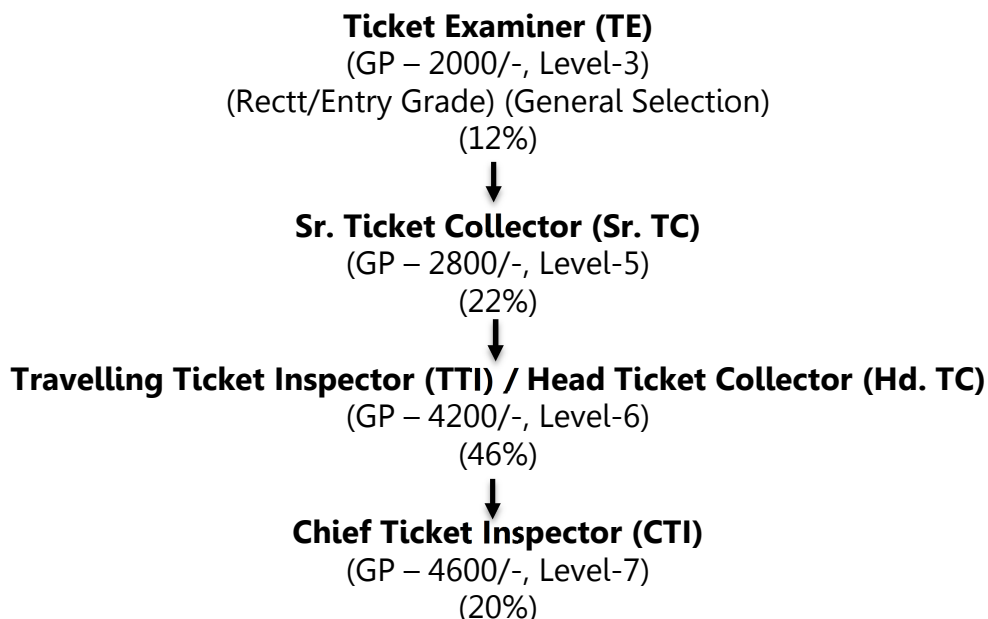 Ticket Examiner (TE)
(GP – 2000/-, Level-3)
(Rectt/Entry Grade) (General Selection)
(12%)
Sr. Ticket Collector (Sr. TC)
(GP – 2800/-, Level-5)
(22%)
Travelling Ticket Inspector (TTI) / Head Ticket Collector (Hd. TC)
(GP – 4200/-, Level-6)
(46%)
Chief Ticket Inspector (CTI)
(GP – 4600/-, Level-7)
(20%)